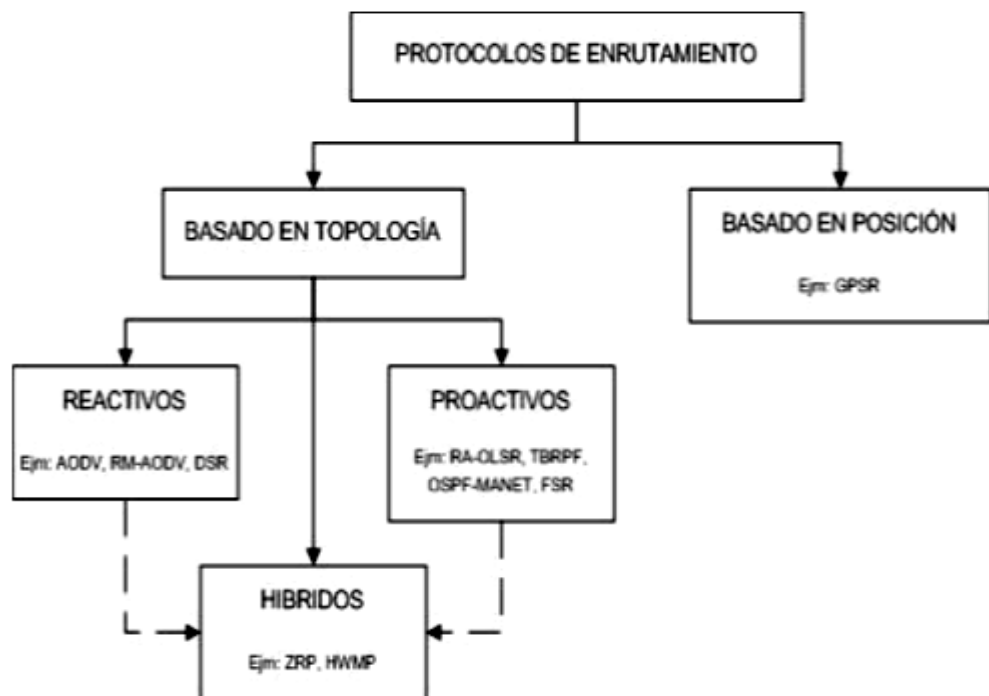 PROTOCOLOS DE ENRUTAMIENTO
BASADO EN TOPOLOGÍA
BASADO EN POSICIÓN
Ejm: GPSR
REACTIVOS
Ejm: AODV, RM-AODV, DSR
PROACTIVOS
Ejm: RA-OLSR, TBRPF,
OSPF-MANET, FSR
HIBRIDOS
Ejm: ZRP, HWMP